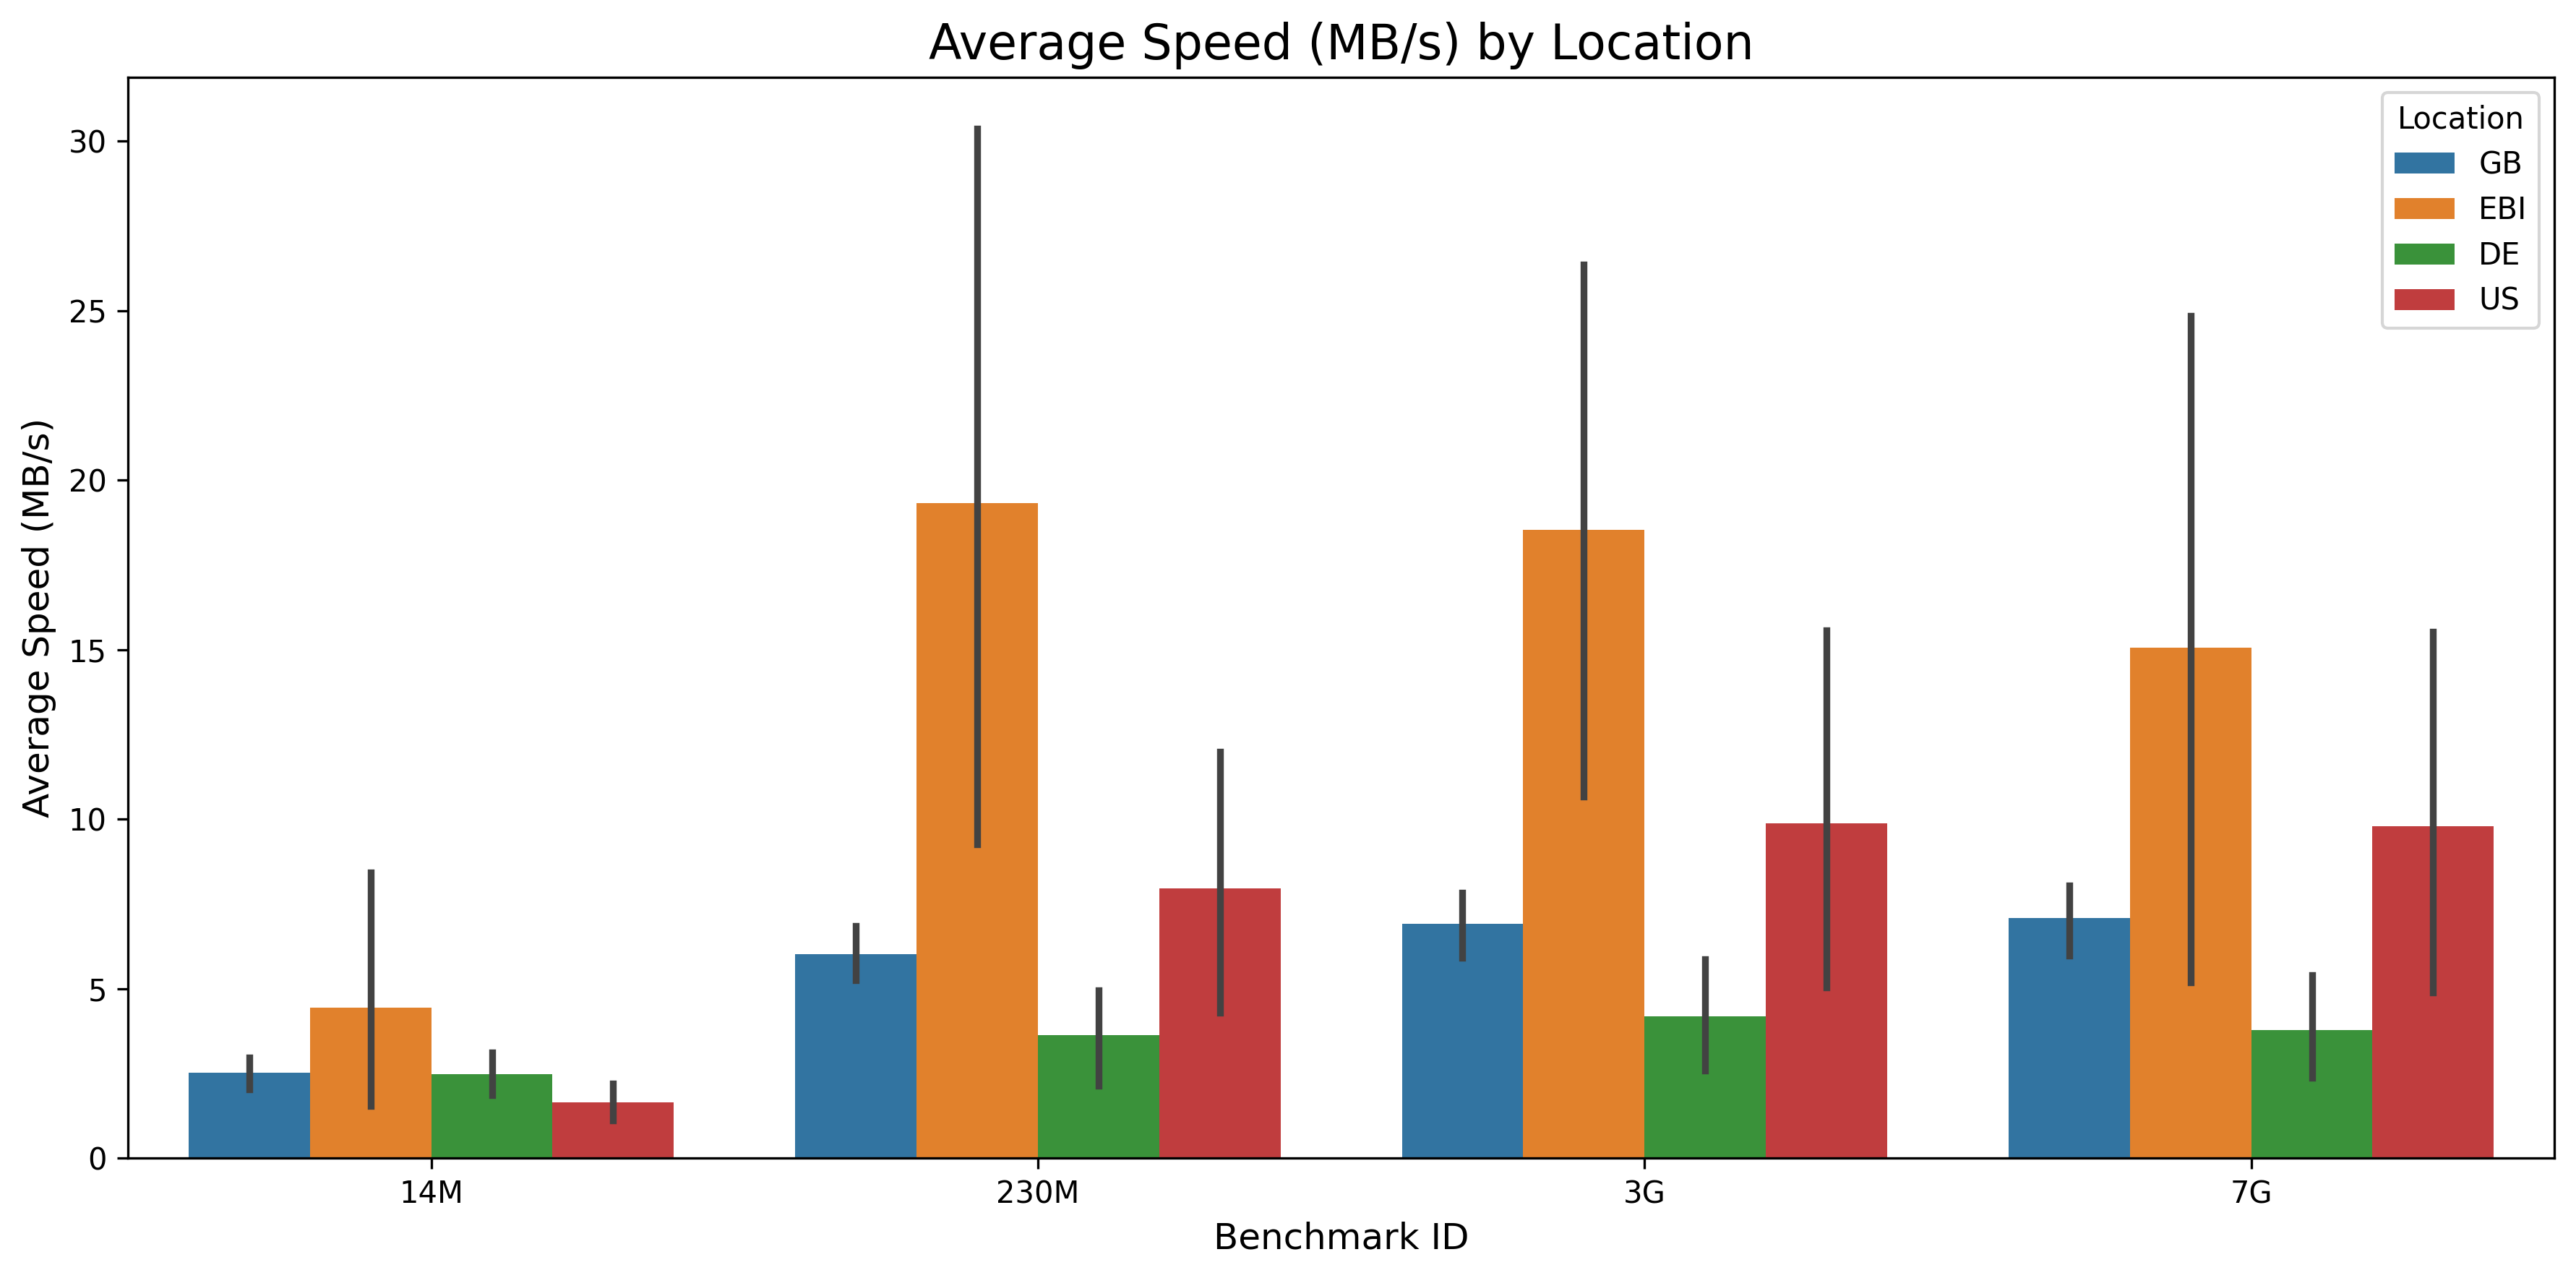 Average Speed (MB/s) by Location
Location
GB
EBI
DE
US
Average Speed (MB/s)
30
25
20
15
10
5
0
14M
230M
3G
7G
Benchmark ID